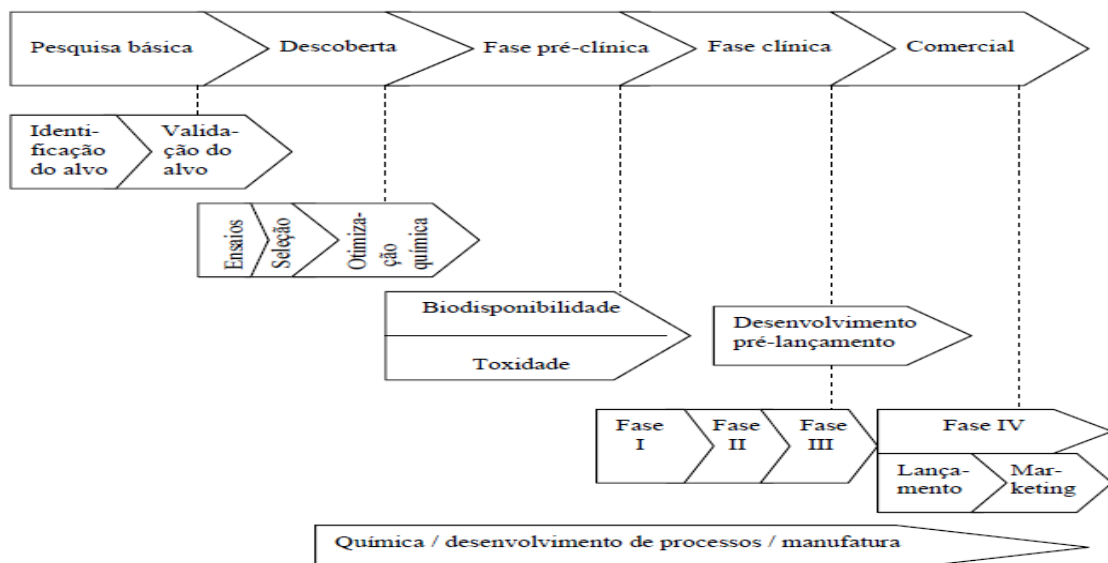 Pesquisa básica
Descoberta
Fase pré-clínica
Fase clínica
Comercial
Identi-
ficação
do alvo
Valida-
ção do
alvo
Ensaios
Seleção
Otimiza-
ção
química
Biodisponibilidade
Toxidade
Desenvolvimento
pré-lançamento
Fase
I
Fase
II
Fase
III
Fase IV
Lança-
mento
Mar-
keting
Química / desenvolvimento de processos / manufatura